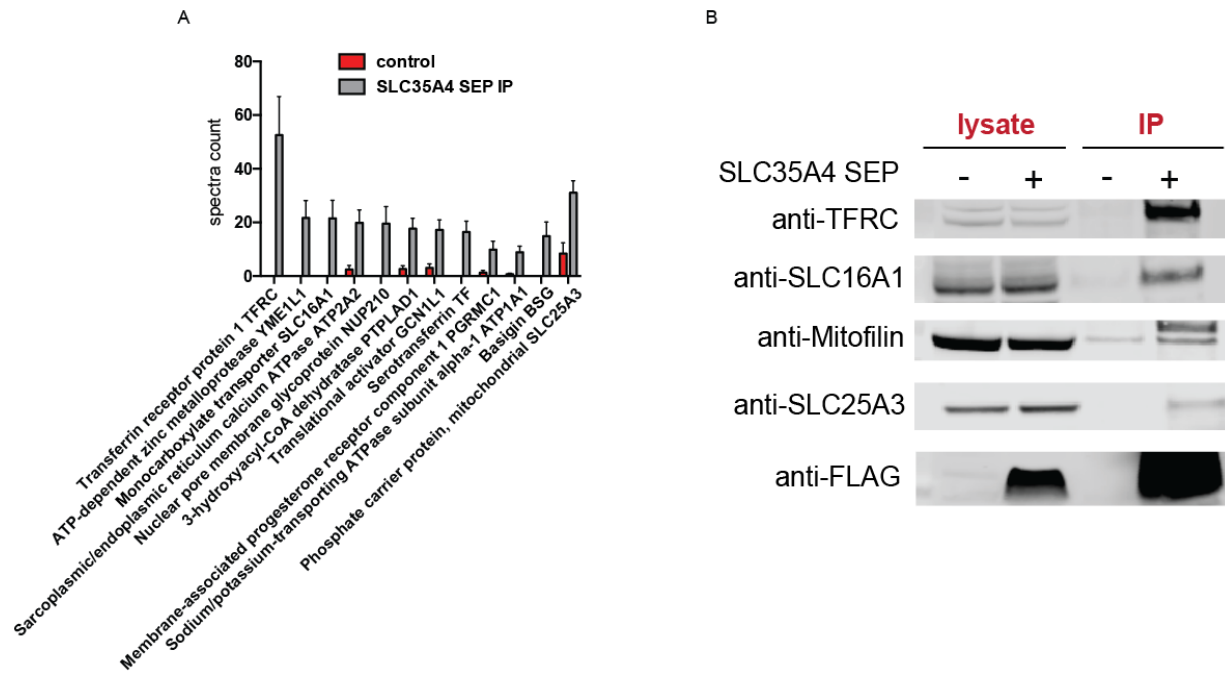 A
B
80
60
40
20
0
spectra count
control
SLC35A4 SEP IP
Transferrin receptor protein 1 TFRC
ATP-dependent zinc metalloprotease YME1L1
Monocarboxylate transporter SLC16A1
Sarcoplasmic/endoplasmic reticulum calcium ATPase ATP2A2
Nuclear pore membrane glycoprotein NUP210
3-hydroxyacyl-CoA dehydratase PTPLAD1
Translational activator GCN1L1
Serotransferrin TF
Membrane-associated progesterone receptor component 1 PGRMC1
Sodium/potassium-transporting ATPase subunit alpha-1 ATP1A1
Basigin BSG
Phosphate carrier protein, mitochondrial SLC25A3
lysate IP
SLC35A4 SEP - + - +
anti-TFRC
anti-SLC16A1
anti-Mitofilin
anti-SLC25A3
anti-FLAG